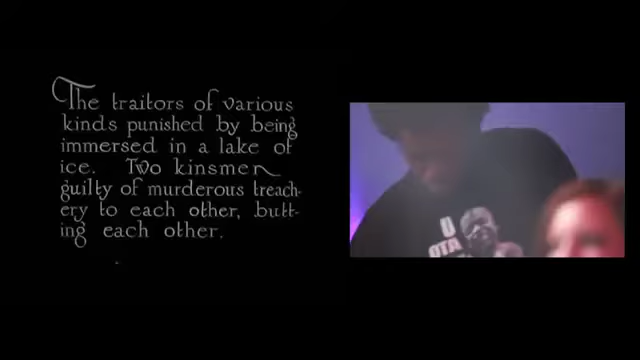 The traitors of various
kinds punished by being
immersed in a lake of
ice. Two kinsmen
guilty of murderous treach-
ery to each other, butt-
ing each other.
U
OTA